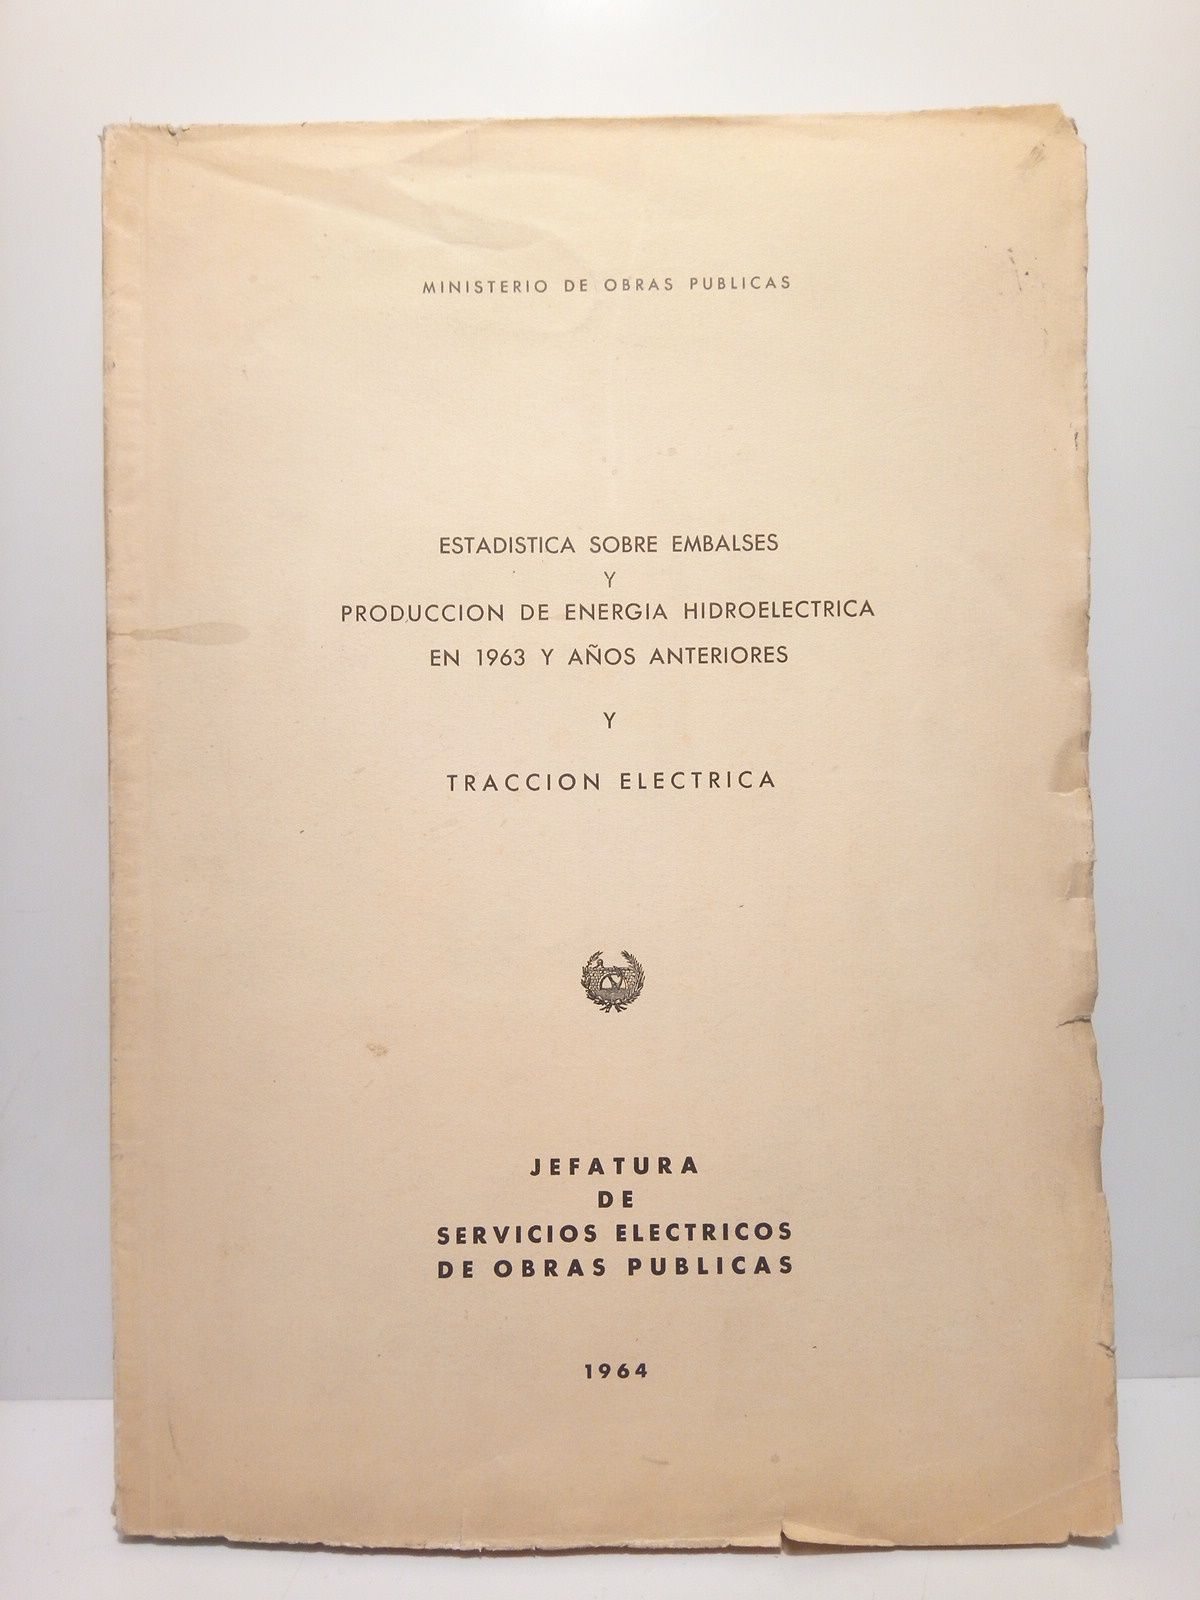 MINISTERIO DE OBRAS PUBLICAS
ESTADISTICA SOBRE EMBALSES
Y
PRODUCCION DE ENERGIA HIDROELECTRICA
EN 1963 Y AÑOS ANTERIORES
Y
TRACCION ELECTRICA
JEFATURA
DE
SERVICIOS ELECTRICOS
DE OBRAS PUBLICAS
1964